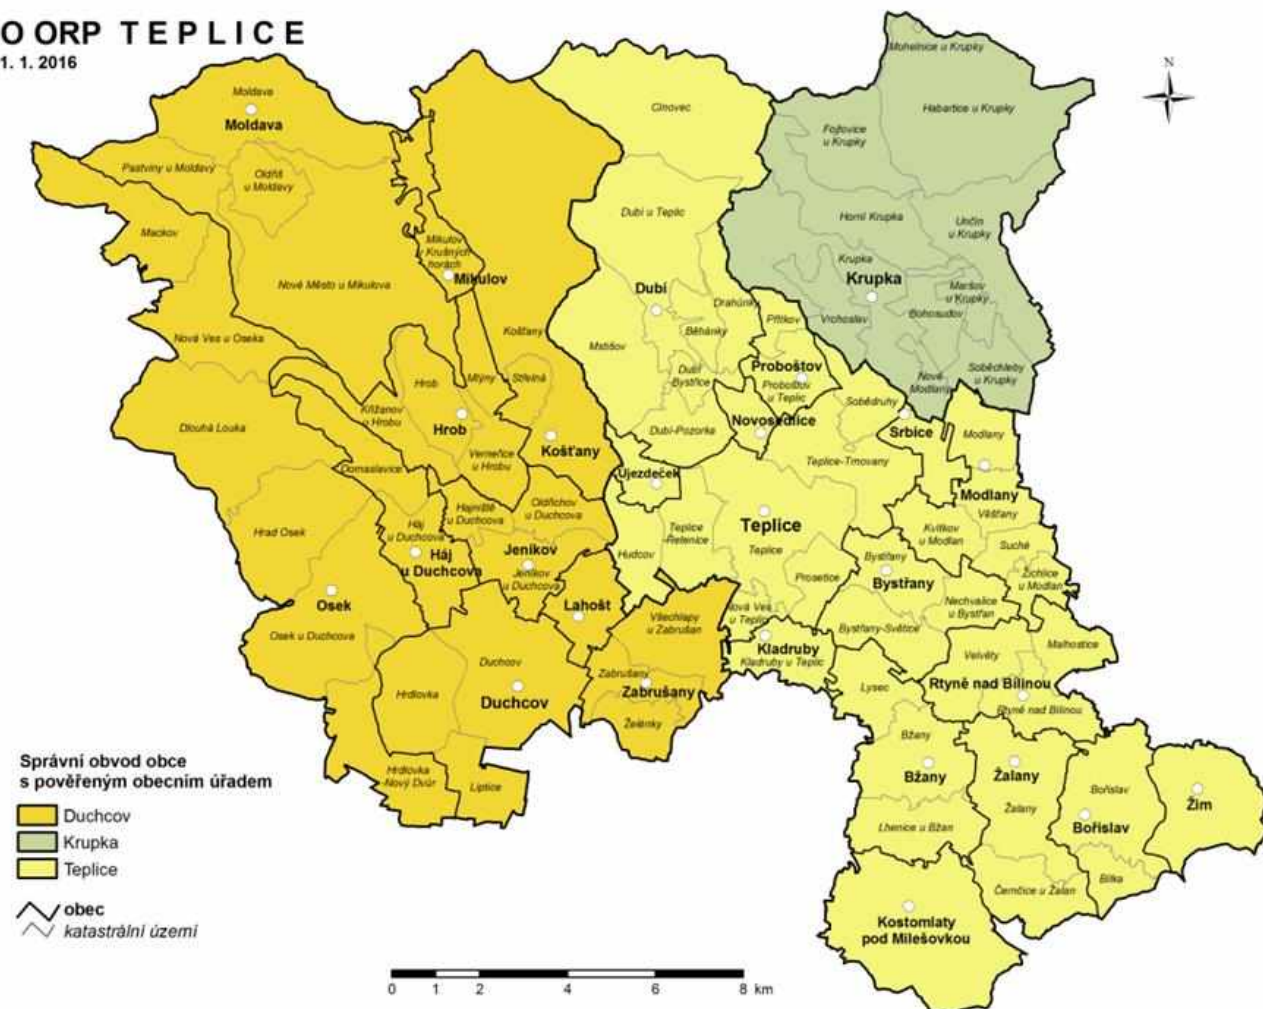 O ORP TEPLICE
1. 1. 2016
N
Mohelnice u Krupky
Moldava
Moldava
Cínovec
Habartice u Krupky
Fojtovice
u Krupky
Pastviny u Moldavy
Oldříš
u Moldavy
Dubí u Teplic
Horní Krupka
Unčín
u Krupky
Mackov
Mikulov
v Krušných
horách
Mikulov
Nové Město u Mikulova
Krupka
Krupka
Dubí
Drahůnky
Maršov
u Krupky
Přítkov
Vrchoslav
Bohosudov
Běhánky
Košťany
Nová Ves u Oseka
Mstišov
Dubí
Bystřice
Proboštov
Proboštov
u Teplic
Nové
Modlany
Soběchleby
u Krupky
Hrob
Mlýny
Střelná
Sobědruhy
Křižanov
u Hrobu
Hrob
Dlouhá Louka
Dubí-Pozorka
Novosedlice
Srbice
Modlany
Košťany
Verneřice
u Hrobu
Teplice-Trnovany
Domaslavice
Újezdeček
Modlany
Hajniště
u Duchcova
Oldřichov
u Duchcova
Věšťany
Háj
u Duchcova
Hrad Osek
Teplice
-Řetenice
Teplice
Kvítkov
u Modlan
Suché
Háj
u Duchcova
Jeníkov
Jeníkov
u Duchcova
Hudcov
Teplice
Bystřany
Bystřany
Prosetice
Žichlice
u Modlan
Osek
Lahošť
Nechvalice
u Bystřan
Všechlapy
u Zabrušan
Nová Ves
u Teplic
Osek u Duchcova
Bystřany-Světice
Malhostice
Kladruby
Kladruby u Teplic
Velvěty
Duchcov
Zabrušany
Zabrušany
Lysec
Rtyně nad Bílinou
Rtyně nad Bílinou
Hrdlovka
Duchcov
Želénky
Bžany
Bžany
Žalany
Žalany
Hrdlovka
-Nový Dvůr
Liptice
Bořislav
Bořislav
Žim
Lhenice u Bžan
Bílka
Černčice u Žalan
Kostomlaty
pod Milešovkou
Správní obvod obce
s pověřeným obecním úřadem
Duchcov
Krupka
Teplice
obec
katastrální území
0 1 2 4 6 8 km